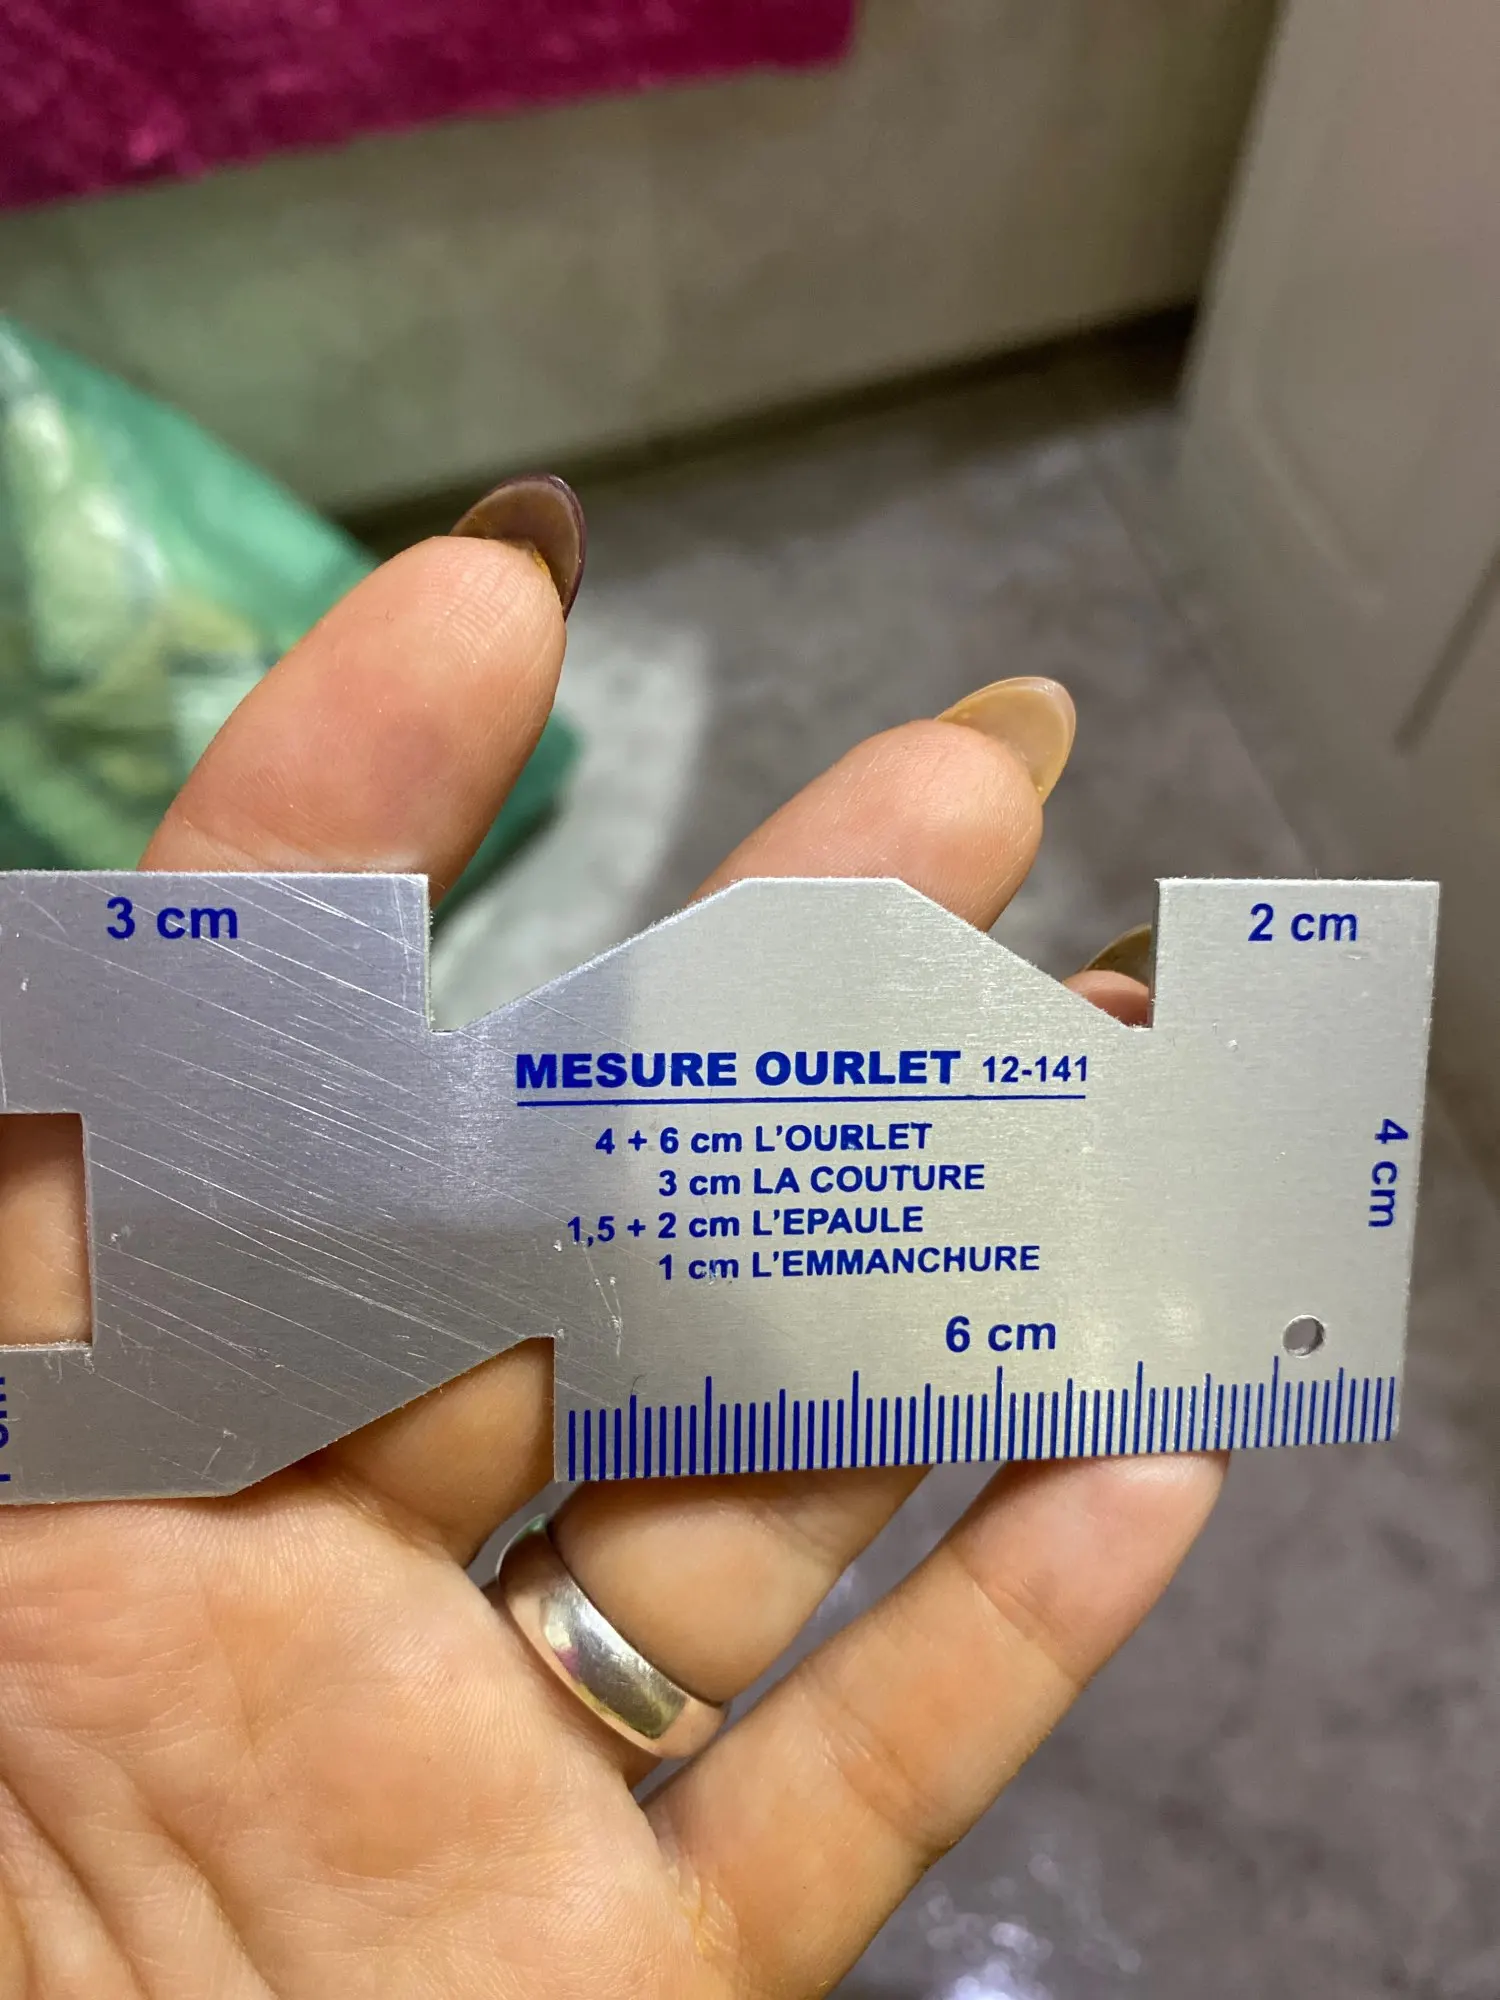 3 cm
2 cm
MESURE OURLET 12-141
4 + 6 cm L'OURLET
3 cm LA COUTURE
1,5 + 2 cm L'EPAULE
1 cm L'EMMANCHURE
4 cm
6 cm